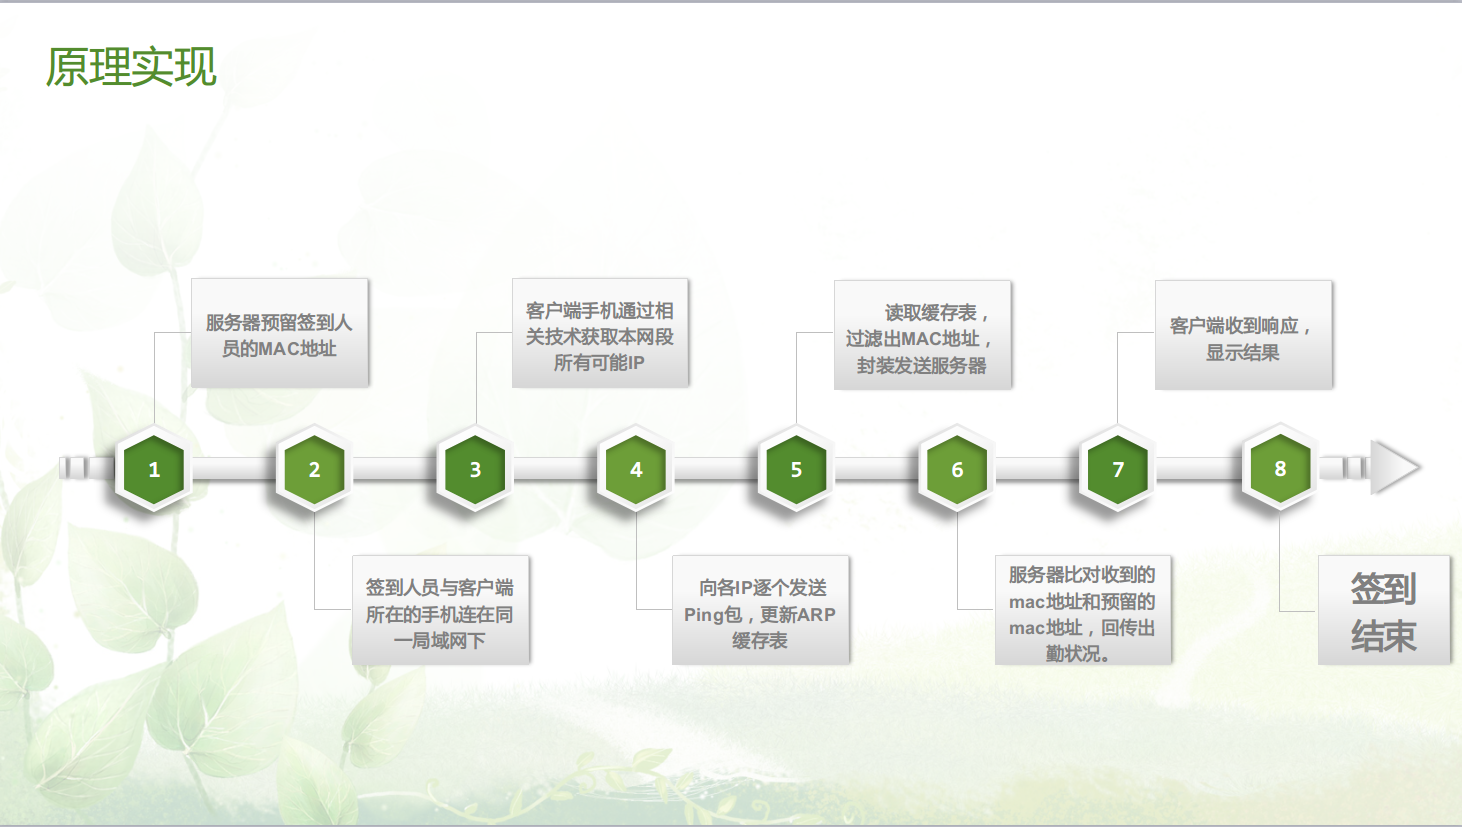 原理实现
服务器预留签到人
员的MAC地址
客户端手机通过相
关技术获取本网段
所有可能IP
读取缓存表，
过滤出MAC地址，
封装发送服务器
客户端收到响应，
显示结果
1
2
3
4
5
6
7
8
签到人员与客户端
所在的手机连在同
一局域网下
向各IP逐个发送
Ping包，更新ARP
缓存表
服务器比对收到的
mac地址和预留的
mac地址，回传出
勤状况。
签到
结束